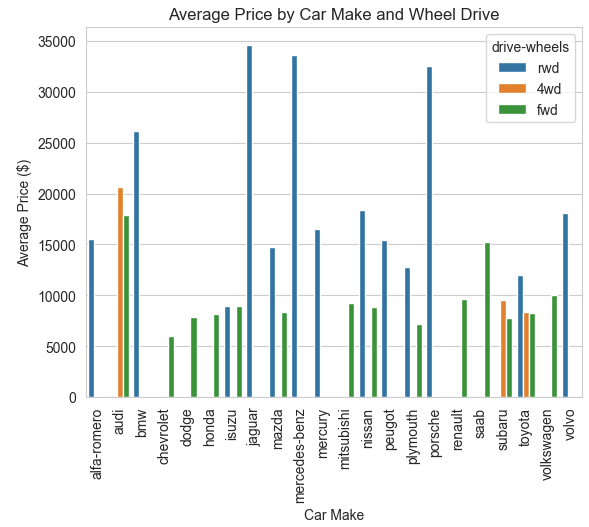 Average Price by Car Make and Wheel Drive
drive-wheels
rwd
4wd
fwd
Average Price ($)
35000
30000
25000
20000
15000
10000
5000
0
alfa-romero
audi
bmw
chevrolet
dodge
honda
isuzu
jaguar
mazda
mercedes-benz
mercury
mitsubishi
nissan
peugot
plymouth
porsche
renault
saab
subaru
toyota
volkswagen
volvo
Car Make